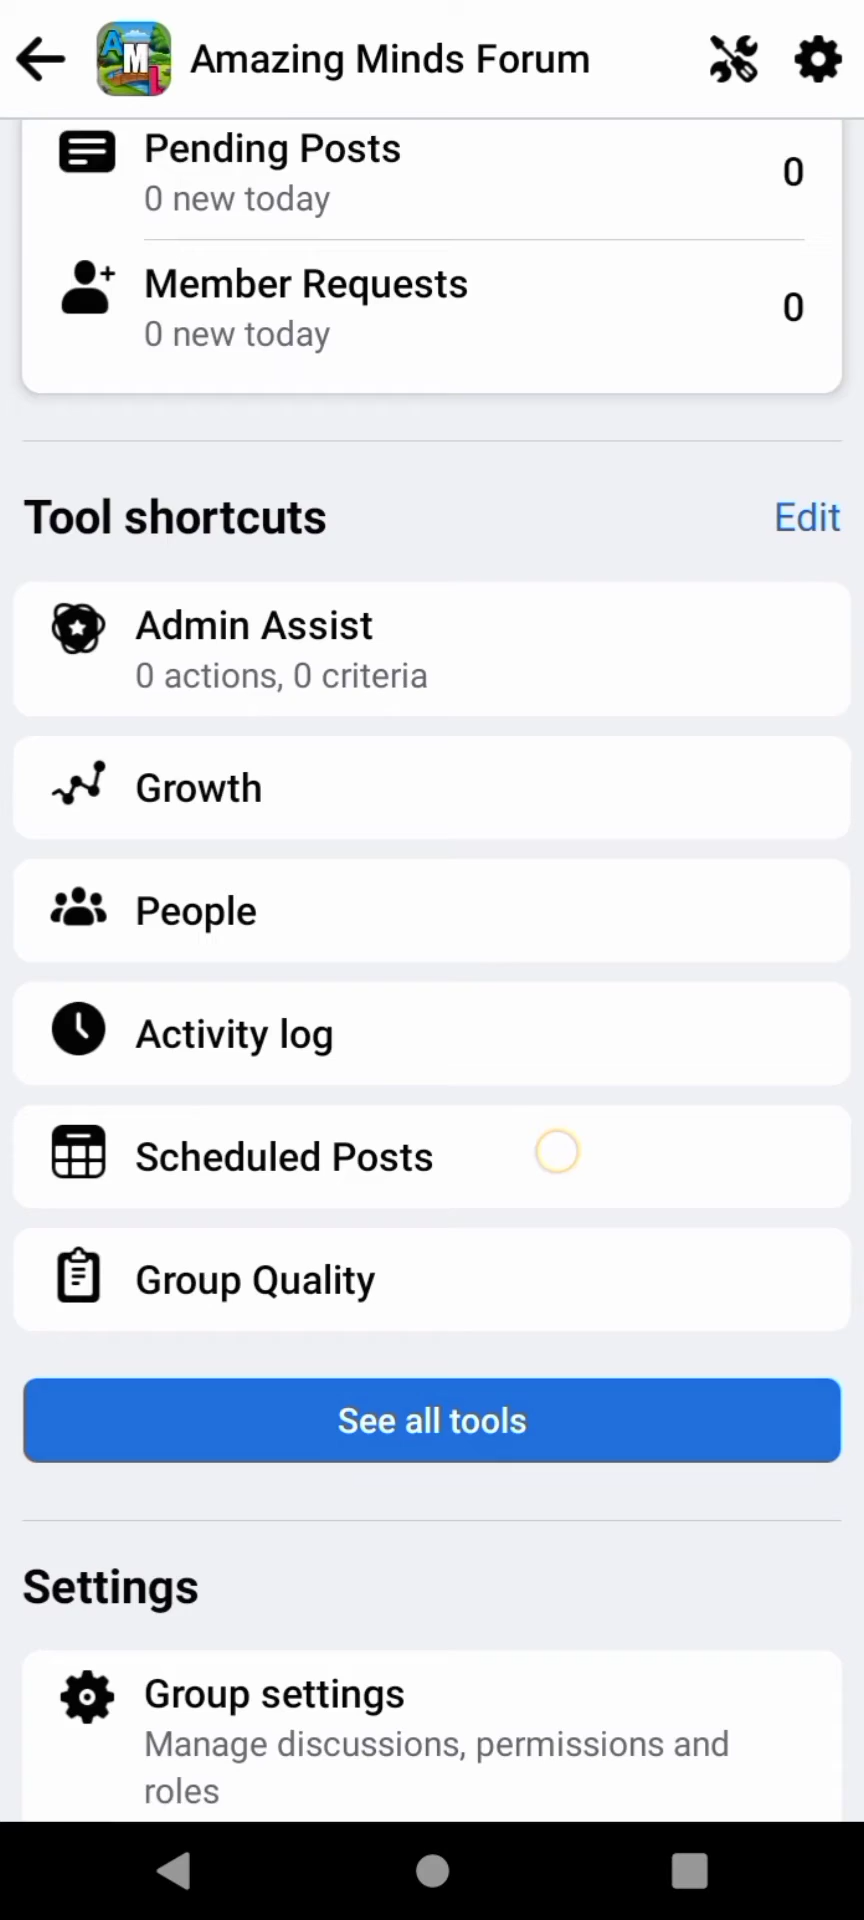 AML
Amazing Minds Forum
Pending Posts
0 new today
0
Member Requests
0 new today
0
Tool shortcuts
Edit
Admin Assist
0 actions, 0 criteria
Growth
People
Activity log
Scheduled Posts
Group Quality
See all tools
Settings
Group settings
Manage discussions, permissions and
roles